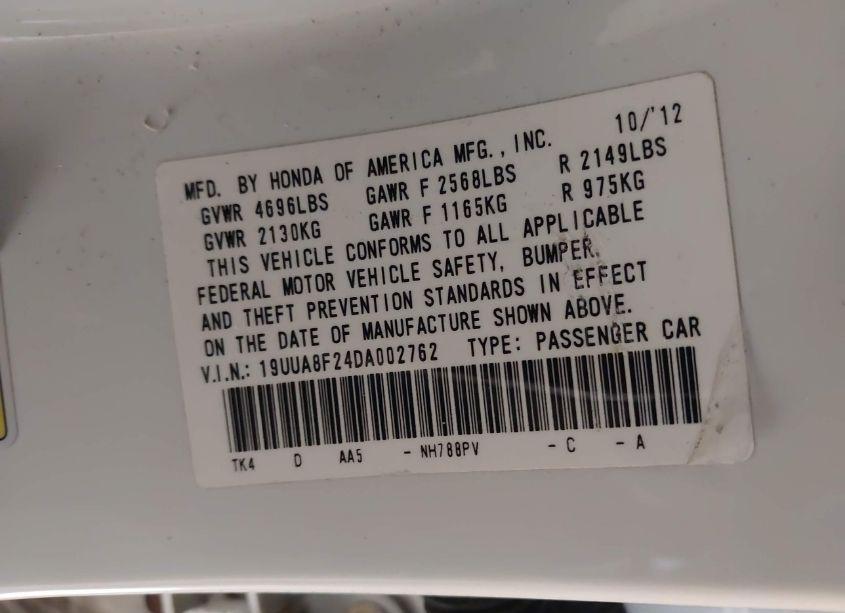 MFD. BY HONDA OF AMERICA MFG., INC. 10/'12
GVWR 4696LBS GAWR F 2568LBS R 2149LBS
GVWR 2130KG GAWR F 1165KG R 975KG
THIS VEHICLE CONFORMS TO ALL APPLICABLE
FEDERAL MOTOR VEHICLE SAFETY, BUMPER,
AND THEFT PREVENTION STANDARDS IN EFFECT
ON THE DATE OF MANUFACTURE SHOWN ABOVE.
V.I.N.: 19UUA8F24DA002762 TYPE: PASSENGER CAR
TK4 D AA5 - NH788PV - C - A